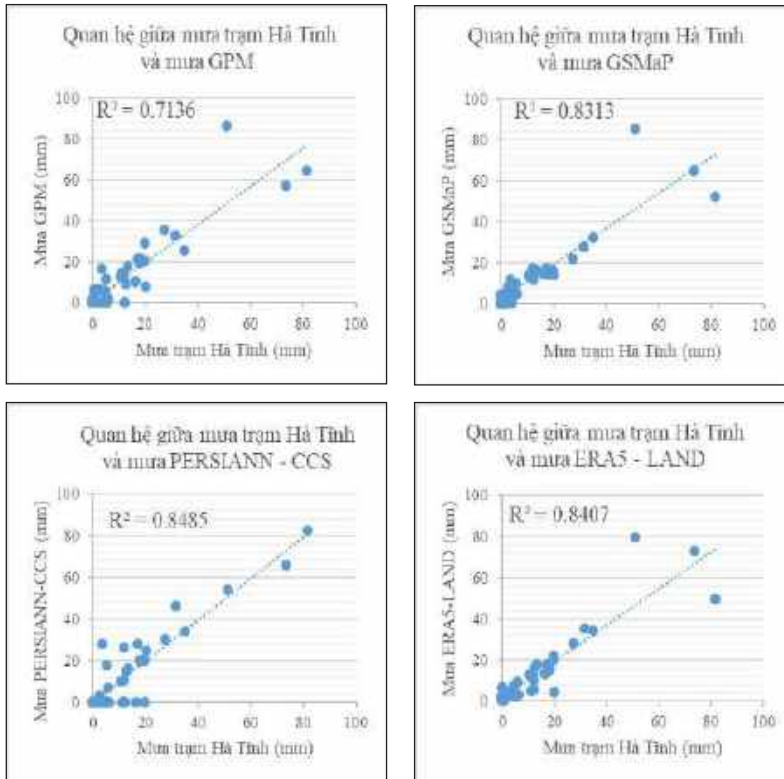 Quan hệ giữa mưa trạm Hà Tĩnh
và mưa GPM
R² = 0.7136
Mưa GPM (mm)
100
80
60
40
20
0
0 20 40 60 80 100
Mưa trạm Hà Tĩnh (mm)
Quan hệ giữa mưa trạm Hà Tĩnh
và mưa GSMaP
R² = 0.8313
Mưa GSMaP (mm)
100
80
60
40
20
0
0 20 40 60 80 100
Mưa trạm Hà Tĩnh (mm)
Quan hệ giữa mưa trạm Hà Tĩnh
và mưa PERSIANN - CCS
R² = 0.8485
Mưa PERSIANN-CCS (mm)
100
80
60
40
20
0
0 20 40 60 80 100
Mưa trạm Hà Tĩnh (mm)
Quan hệ giữa mưa trạm Hà Tĩnh
và mưa ERA5 - LAND
R² = 0.8407
Mưa ERA5-LAND (mm)
100
80
60
40
20
0
0 20 40 60 80 100
Mưa trạm Hà Tĩnh (mm)